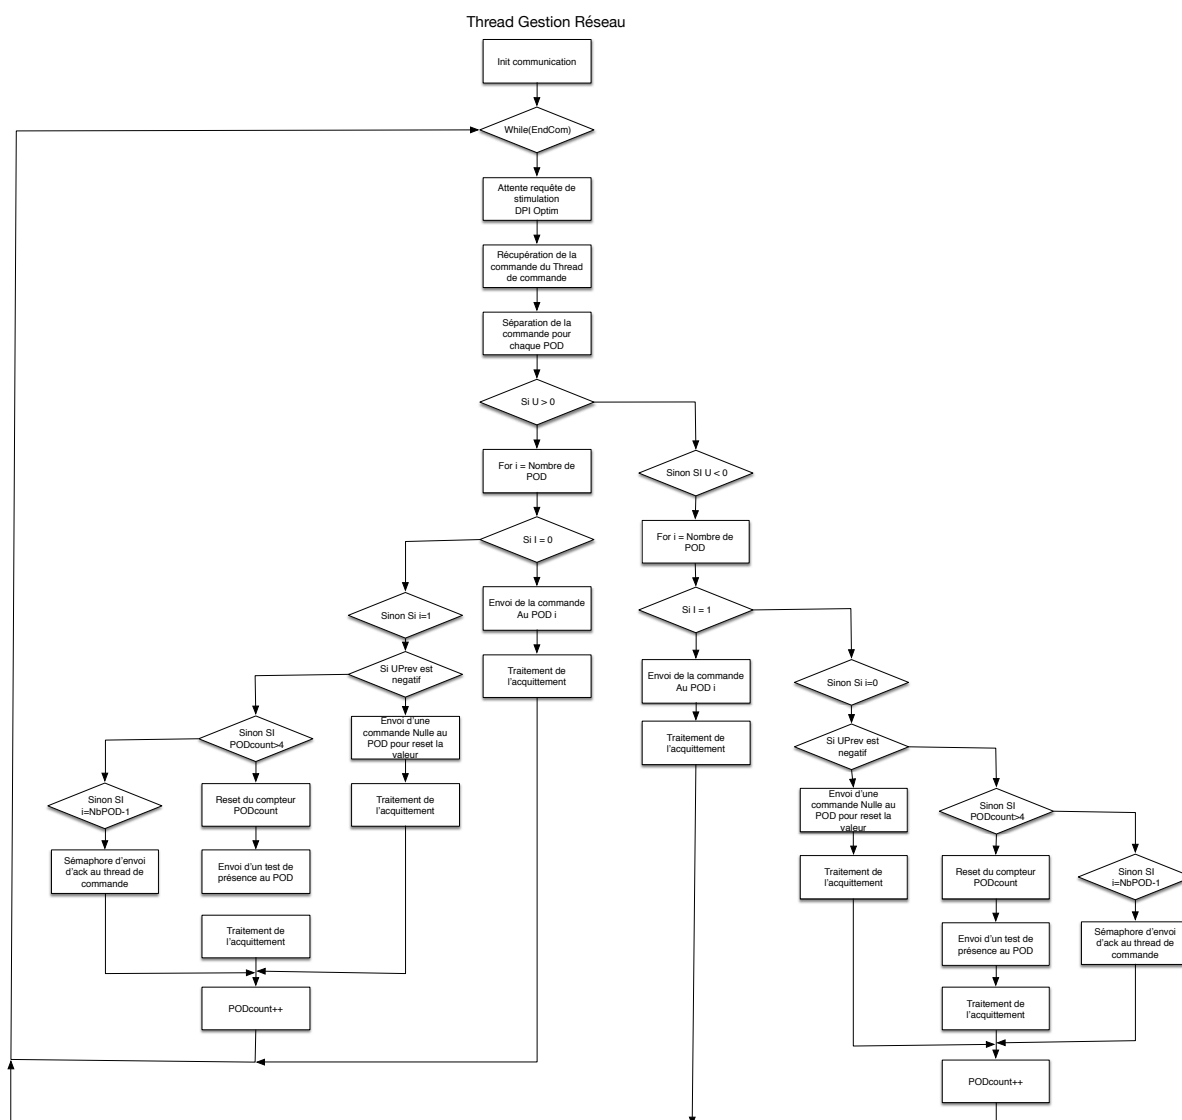 Thread Gestion Réseau
Init communication
While(EndCom)
Attente requête de
stimulation
DPI Optim
Récupération de la
commande du Thread
de commande
Séparation de la
commande pour
chaque POD
Si U > 0
For i = Nombre de
POD
Si I = 0
Envoi de la commande
Au POD i
Traitement de
l'acquittement
Sinon Si i=1
Si UPrev est
negatif
Envoi d'une
commande Nulle au
POD pour reset la
valeur
Traitement de
l'acquittement
Sinon SI
PODcount>4
Reset du compteur
PODcount
Envoi d'un test de
présence au POD
Traitement de
l'acquittement
Sinon SI
i=NbPOD-1
Sémaphore d'envoi
d'ack au thread de
commande
PODcount++
Sinon SI U < 0
For i = Nombre de
POD
Si I = 1
Envoi de la commande
Au POD i
Traitement de
l'acquittement
Sinon Si i=0
Si UPrev est
negatif
Envoi d'une
commande Nulle au
POD pour reset la
valeur
Traitement de
l'acquittement
Sinon SI
PODcount>4
Reset du compteur
PODcount
Envoi d'un test de
présence au POD
Traitement de
l'acquittement
Sinon SI
i=NbPOD-1
Sémaphore d'envoi
d'ack au thread de
commande
PODcount++